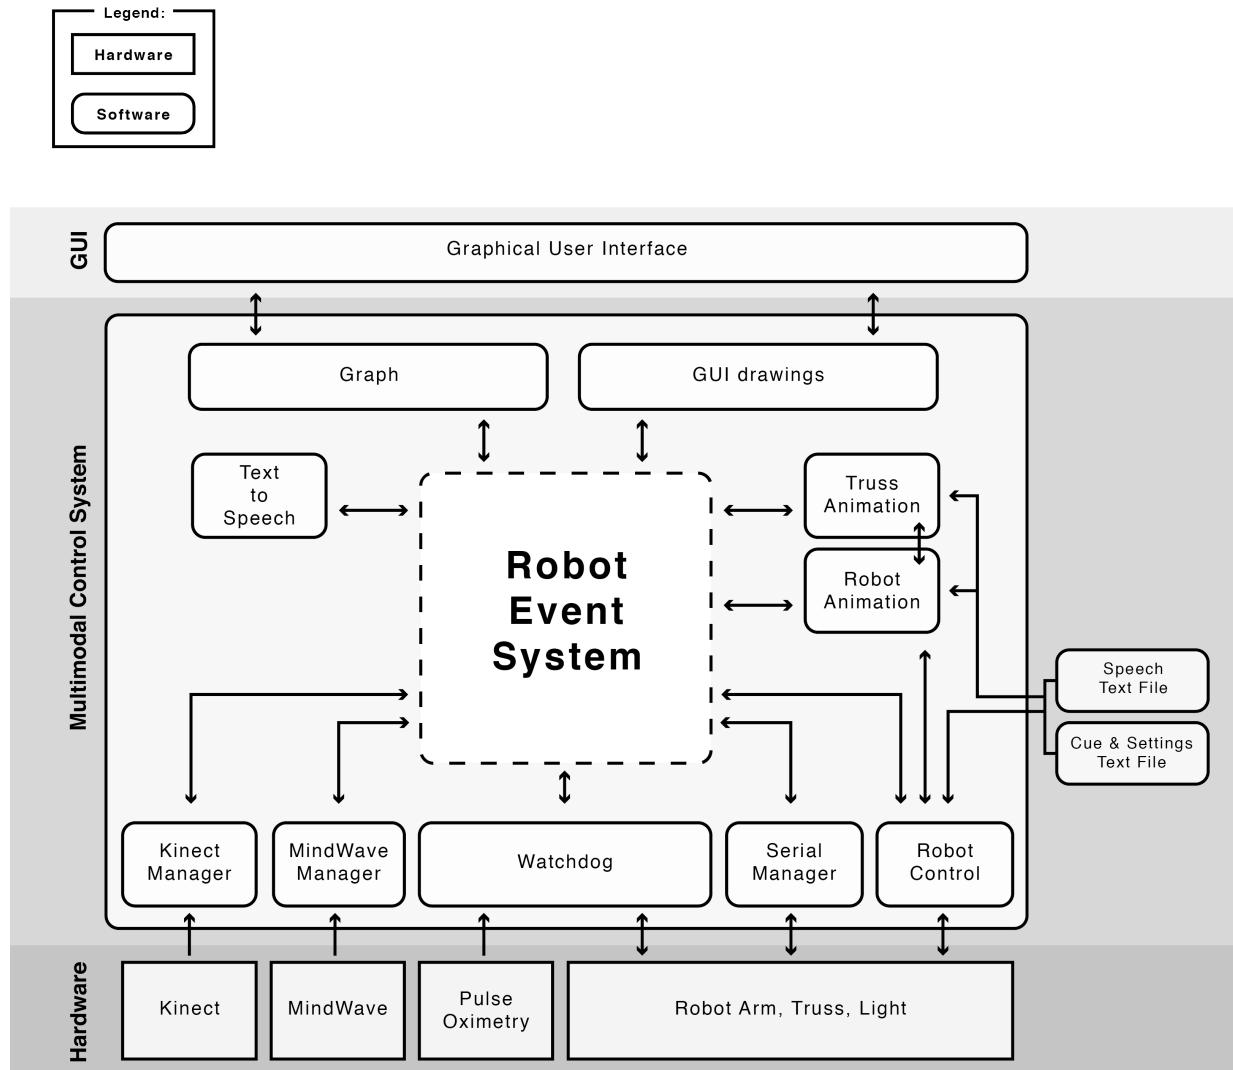 Legend:
Hardware
Software
GUI
Graphical User Interface
Multimodal Control System
Graph
GUI drawings
Text
to
Speech
Robot
Event
System
Truss
Animation
Robot
Animation
Speech
Text File
Cue & Settings
Text File
Kinect
Manager
MindWave
Manager
Watchdog
Serial
Manager
Robot
Control
Hardware
Kinect
MindWave
Pulse
Oximetry
Robot Arm, Truss, Light